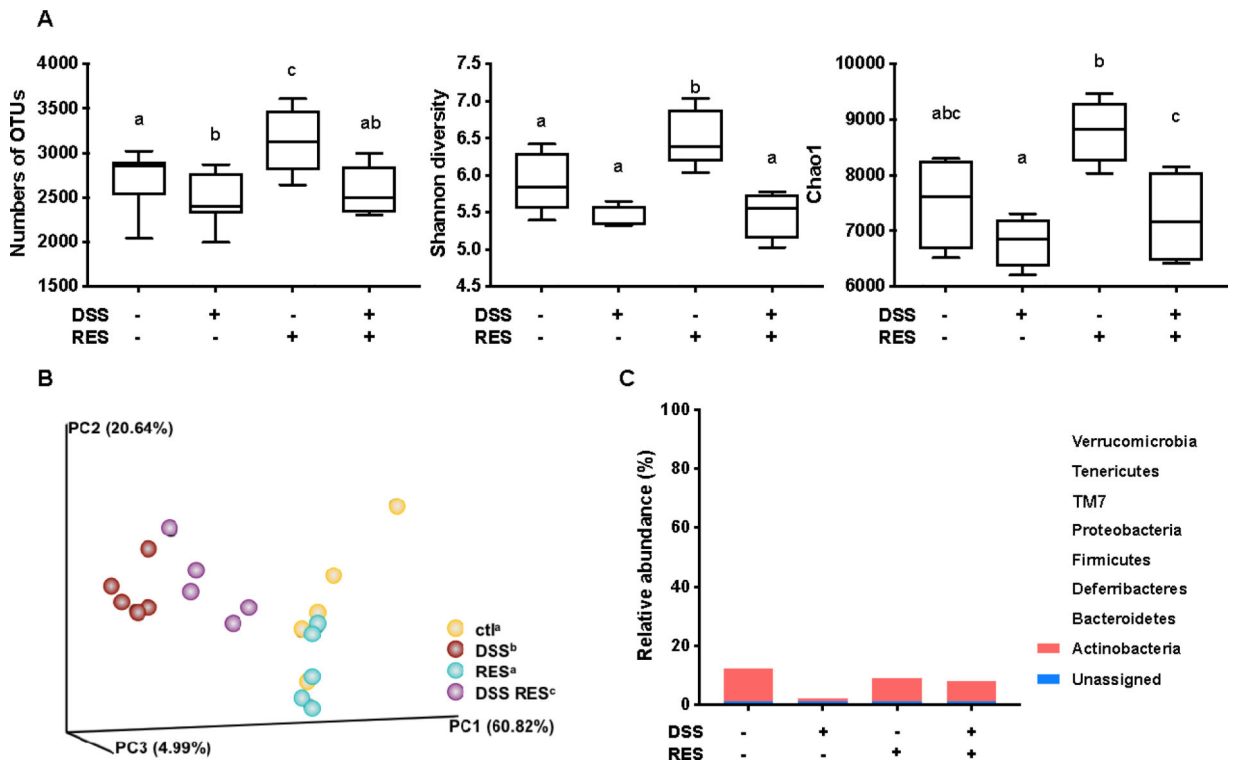 A
Numbers of OTUs
4000
3500
3000
2500
2000
1500
a
b
c
ab
DSS - + - +
RES - - + +
Shannon diversity
7.5
7.0
6.5
6.0
5.5
5.0
4.5
a
a
b
a
DSS - + - +
RES - - + +
Chao1
10000
9000
8000
7000
6000
abc
a
b
c
DSS - + - +
RES - - + +
B
PC2 (20.64%)
ctlᵃ
DSSᵇ
RESᵃ
DSS RESᶜ
PC1 (60.82%)
PC3 (4.99%)
C
Relative abundance (%)
100
80
60
40
20
0
DSS - + - +
RES - - + +
Verrucomicrobia
Tenericutes
TM7
Proteobacteria
Firmicutes
Deferribacteres
Bacteroidetes
Actinobacteria
Unassigned